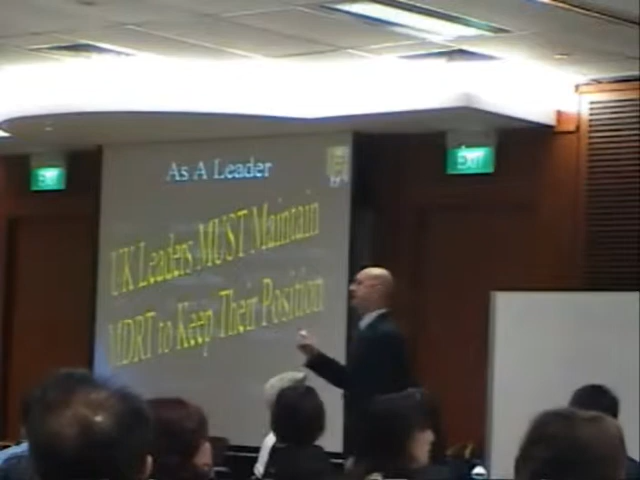 As A Leader
UK Leaders MUST Maintain
MDRT to Keep Their Position
EXIT
EXIT